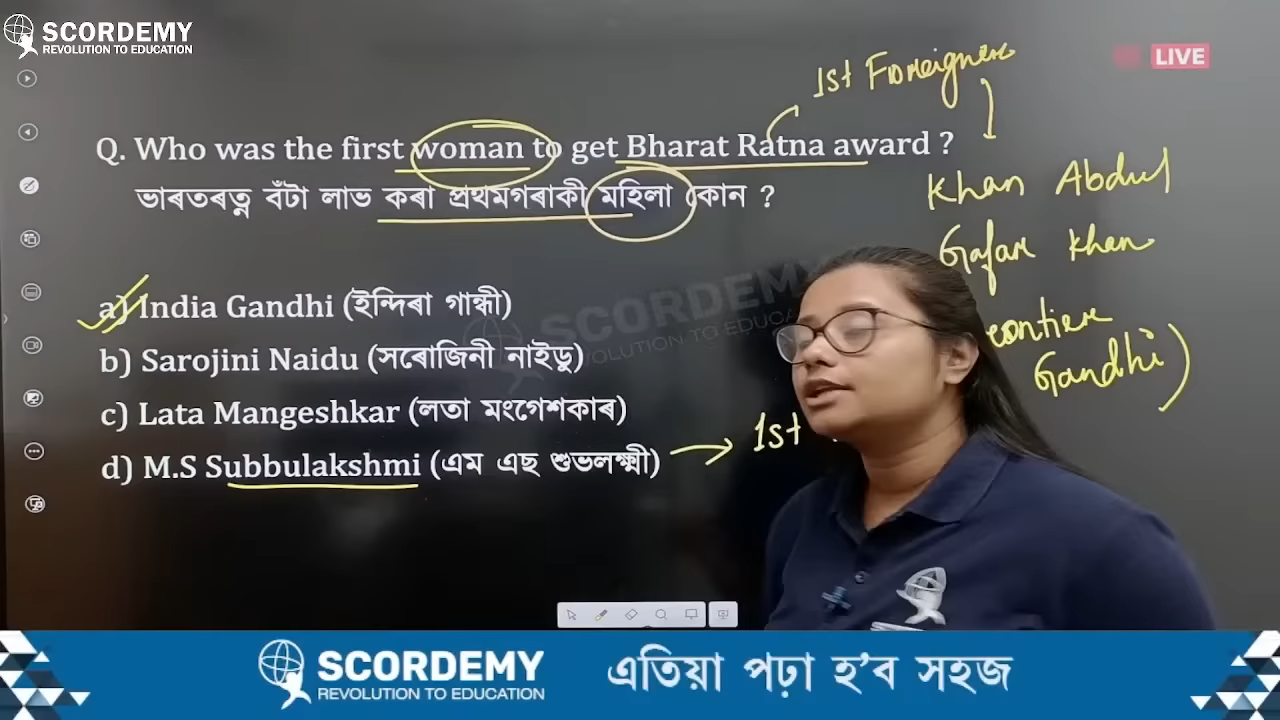 SCORDEMY
REVOLUTION TO EDUCATION
LIVE
1st Foreigner
Q. Who was the first woman to get Bharat Ratna award ?
ভাৰতৰত্ন বঁটা লাভ কৰা প্ৰথমগৰাকী মহিলা কোন ?
Khan Abdul
Gafar Khan
Gandhi)
a) India Gandhi (ইন্দিৰা গান্ধী)
b) Sarojini Naidu (সৰোজিনী নাইডু)
c) Lata Mangeshkar (লতা মংগেশকাৰ)
d) M.S Subbulakshmi (এম এছ শুভলক্ষ্মী)
1st
SCORDEMY
SCORDEMY
REVOLUTION TO EDUCATION
এতিয়া পঢ়া হ’ব সহজ